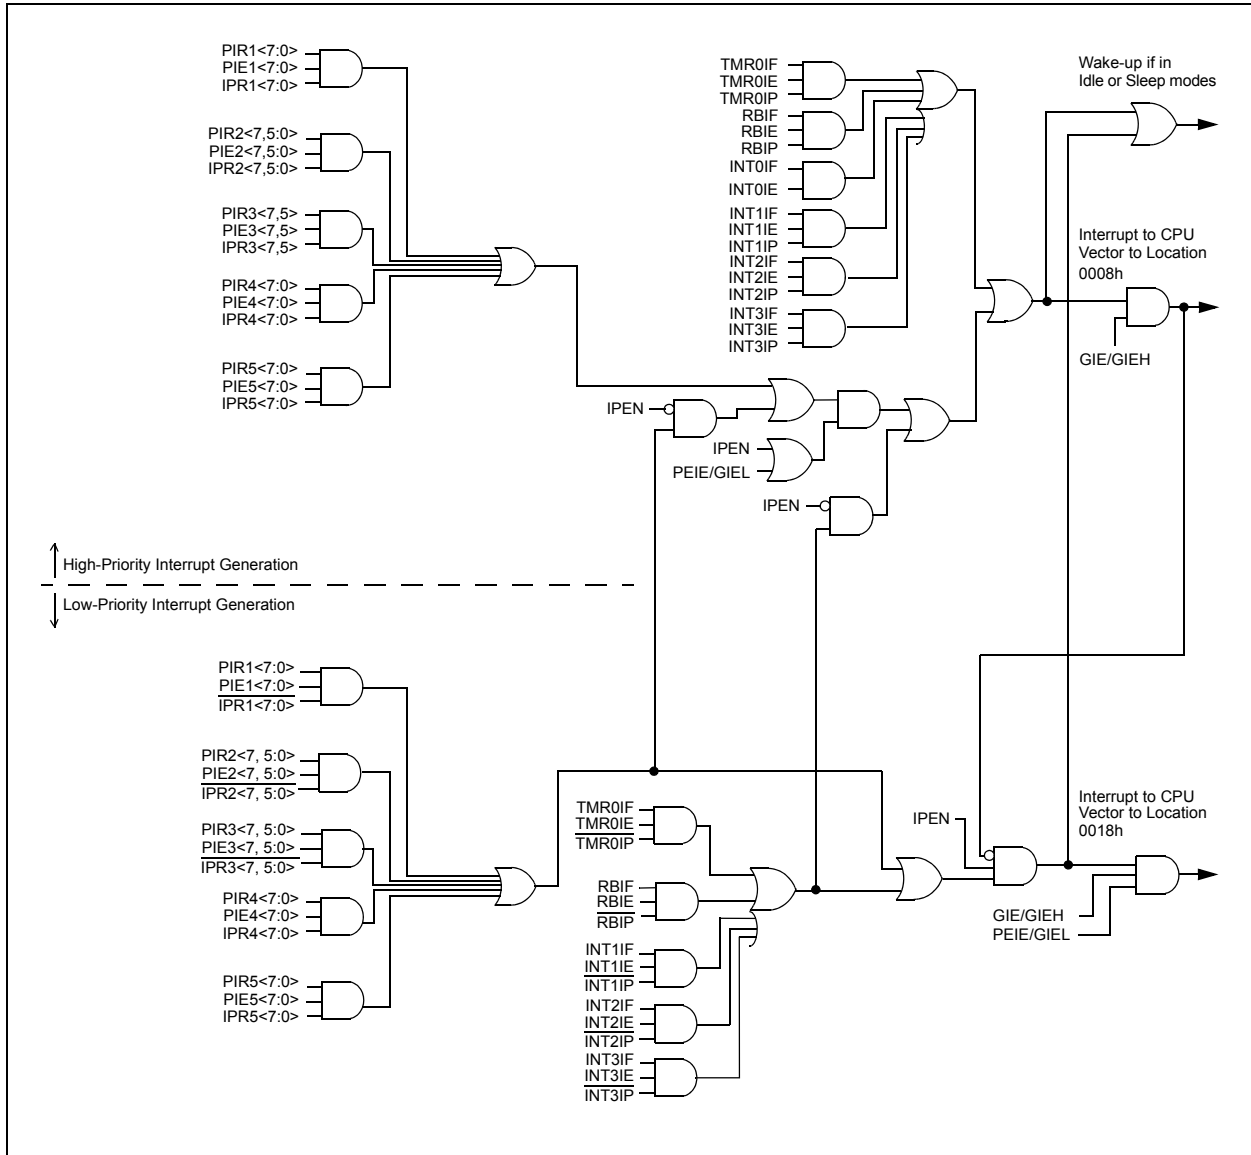 PIR1<7:0>
PIE1<7:0>
IPR1<7:0>
PIR2<7,5:0>
PIE2<7,5:0>
IPR2<7,5:0>
PIR3<7,5>
PIE3<7,5>
IPR3<7,5>
PIR4<7:0>
PIE4<7:0>
IPR4<7:0>
PIR5<7:0>
PIE5<7:0>
IPR5<7:0>
TMR0IF
TMR0IE
TMR0IP
RBIF
RBIE
RBIP
INT0IF
INT0IE
INT1IF
INT1IE
INT1IP
INT2IF
INT2IE
INT2IP
INT3IF
INT3IE
INT3IP
Wake-up if in
Idle or Sleep modes
Interrupt to CPU
Vector to Location
0008h
GIE/GIEH
IPEN
IPEN
PEIE/GIEL
IPEN
High-Priority Interrupt Generation
Low-Priority Interrupt Generation
PIR1<7:0>
PIE1<7:0>
IPR1<7:0>
PIR2<7, 5:0>
PIE2<7, 5:0>
IPR2<7, 5:0>
PIR3<7, 5:0>
PIE3<7, 5:0>
IPR3<7, 5:0>
PIR4<7:0>
PIE4<7:0>
IPR4<7:0>
PIR5<7:0>
PIE5<7:0>
IPR5<7:0>
TMR0IF
TMR0IE
TMR0IP
RBIF
RBIE
RBIP
INT1IF
INT1IE
INT1IP
INT2IF
INT2IE
INT2IP
INT3IF
INT3IE
INT3IP
IPEN
Interrupt to CPU
Vector to Location
0018h
GIE/GIEH
PEIE/GIEL